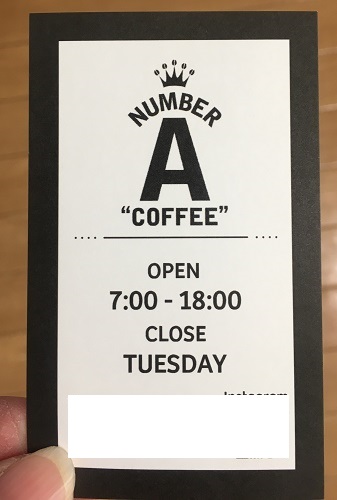 NUMBER
A
“COFFEE”
OPEN
7:00 - 18:00
CLOSE
TUESDAY